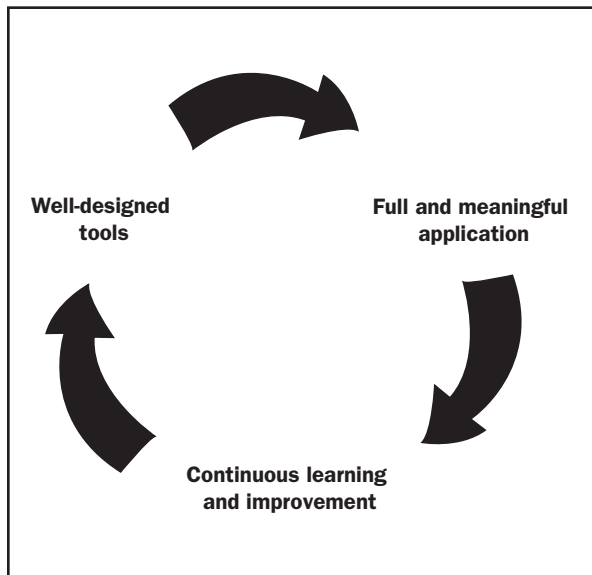 Well-designed
tools
Full and meaningful
application
Continuous learning
and improvement